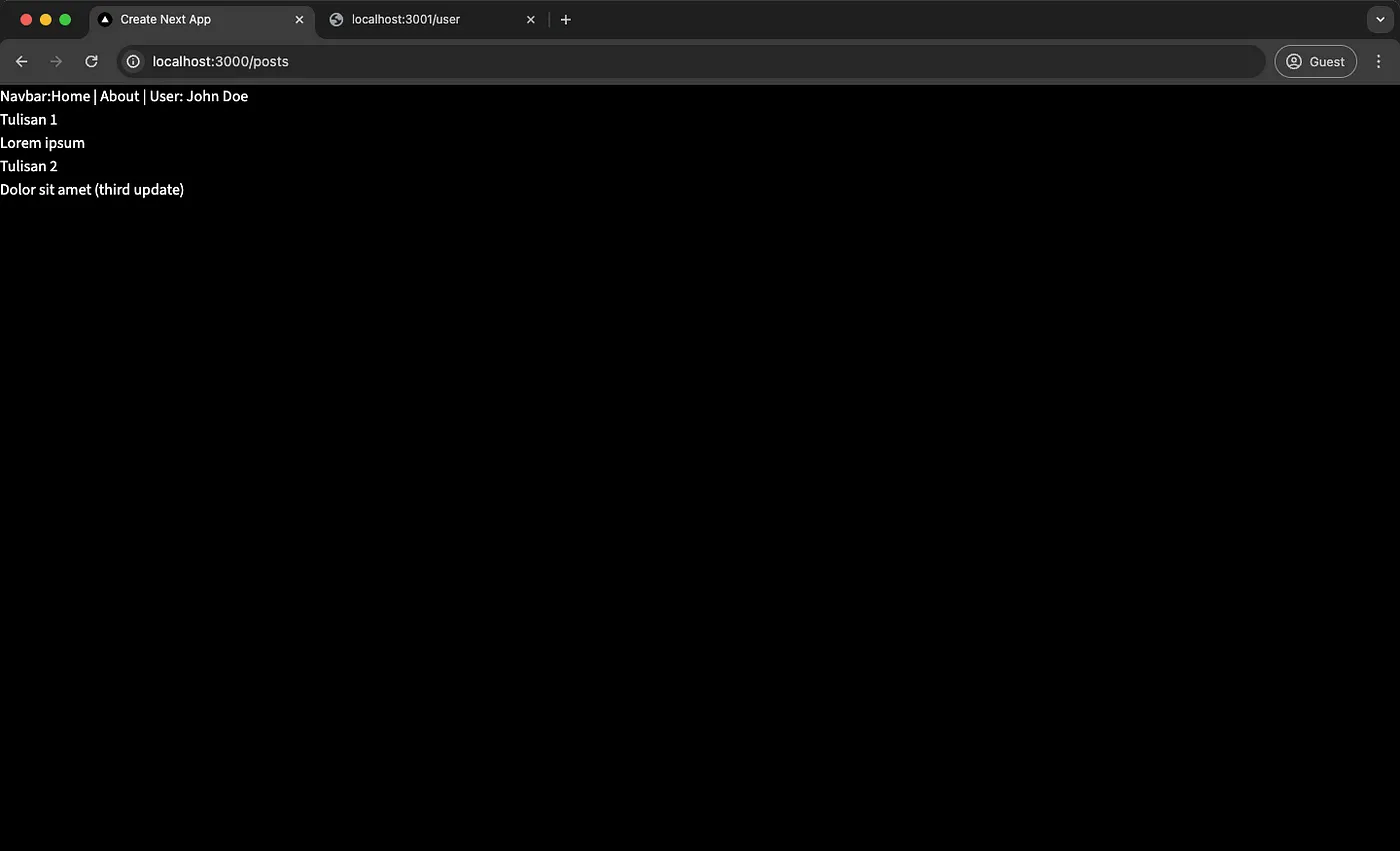 Create Next App
localhost:3001/user
localhost:3000/posts
Guest
Navbar:Home | About | User: John Doe
Tulisan 1
Lorem ipsum
Tulisan 2
Dolor sit amet (third update)